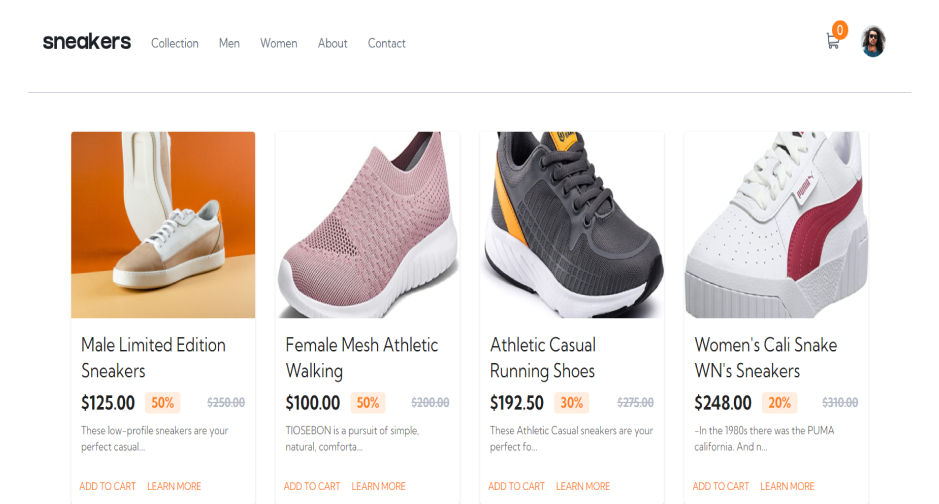 sneakers Collection Men Women About Contact 0
Male Limited Edition
Sneakers
$125.00 50% $250.00
These low-profile sneakers are your
perfect casual...
ADD TO CART LEARN MORE
Female Mesh Athletic
Walking
$100.00 50% $200.00
TIOSEBON is a pursuit of simple,
natural, comforta...
ADD TO CART LEARN MORE
Athletic Casual
Running Shoes
$192.50 30% $275.00
These Athletic Casual sneakers are your
perfect fo...
ADD TO CART LEARN MORE
PUMA
Women's Cali Snake
WN's Sneakers
$248.00 20% $310.00
-In the 1980s there was the PUMA
california. And n...
ADD TO CART LEARN MORE